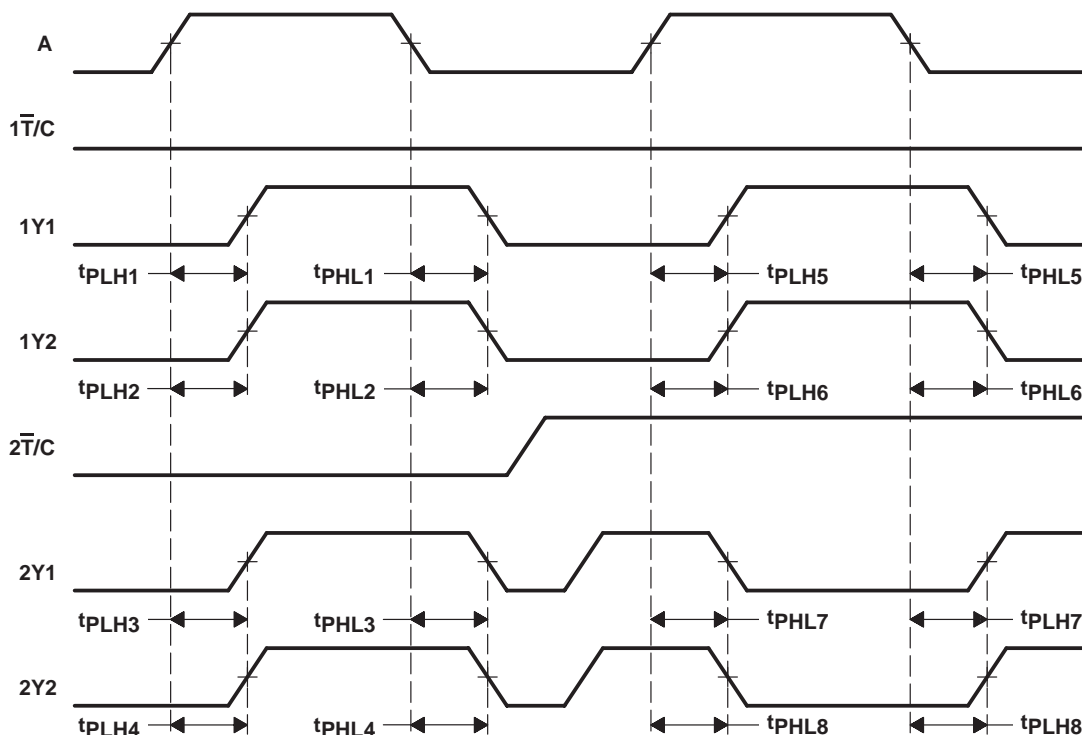 A
1T̅/C
1Y1
tPLH1 tPHL1 tPLH5 tPHL5
1Y2
tPLH2 tPHL2 tPLH6 tPHL6
2T̅/C
2Y1
tPLH3 tPHL3 tPHL7 tPLH7
2Y2
tPLH4 tPHL4 tPHL8 tPLH8